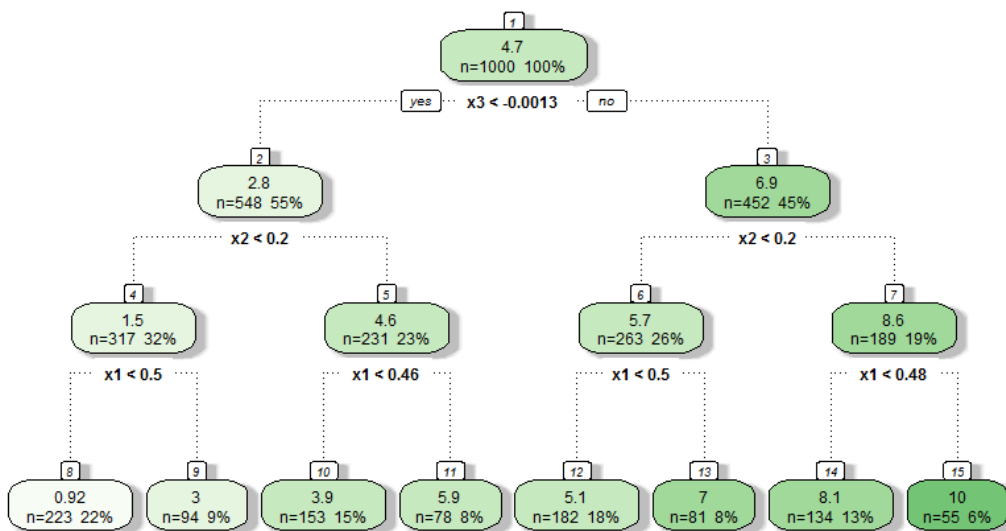 1
4.7
n=1000 100%
yes x3 < -0.0013 no
2
2.8
n=548 55%
3
6.9
n=452 45%
x2 < 0.2
x2 < 0.2
4
1.5
n=317 32%
5
4.6
n=231 23%
6
5.7
n=263 26%
7
8.6
n=189 19%
x1 < 0.5
x1 < 0.46
x1 < 0.5
x1 < 0.48
8
0.92
n=223 22%
9
3
n=94 9%
10
3.9
n=153 15%
11
5.9
n=78 8%
12
5.1
n=182 18%
13
7
n=81 8%
14
8.1
n=134 13%
15
10
n=55 6%